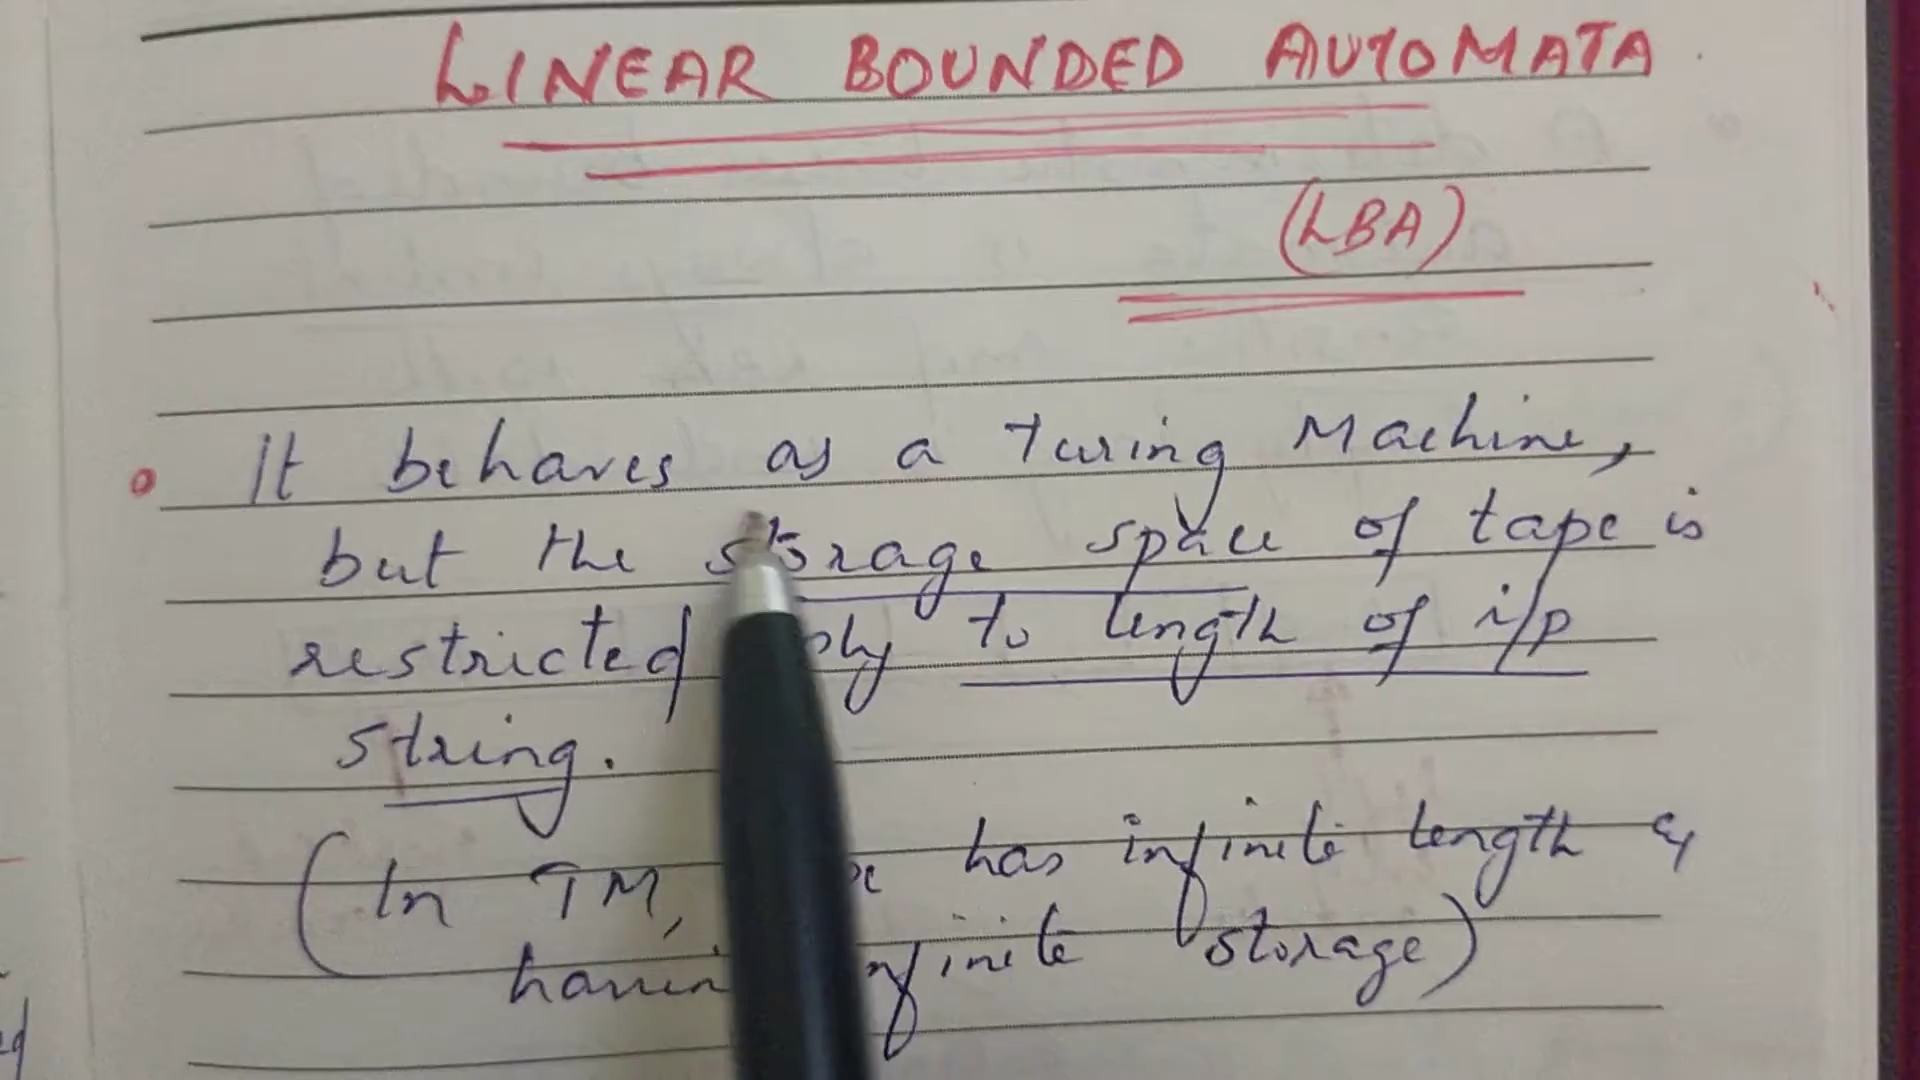 LINEAR BOUNDED AUTOMATA
(LBA)
It behaves as a Turing Machine,
but the storage space of tape is
restricted only to length of i/p
string.
(In TM, has infinite length &
infinite storage)